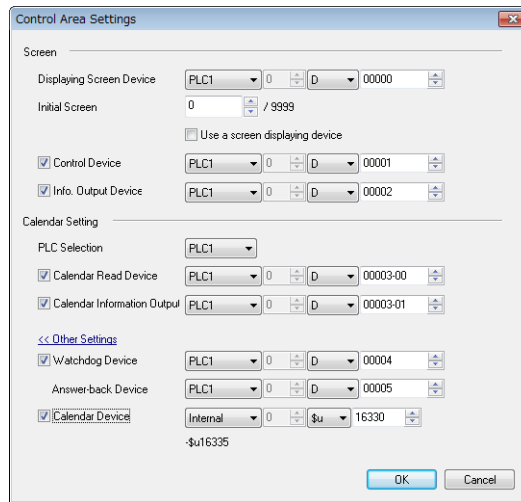 Control Area Settings
Screen
Displaying Screen Device PLC1 0 D 00000
Initial Screen 0 / 9999
Use a screen displaying device
Control Device PLC1 0 D 00001
Info. Output Device PLC1 0 D 00002
Calendar Setting
PLC Selection PLC1
Calendar Read Device PLC1 0 D 00003-00
Calendar Information Output PLC1 0 D 00003-01
<< Other Settings
Watchdog Device PLC1 0 D 00004
Answer-back Device PLC1 0 D 00005
Calendar Device Internal 0 $u 16330
-$u16335
OK Cancel